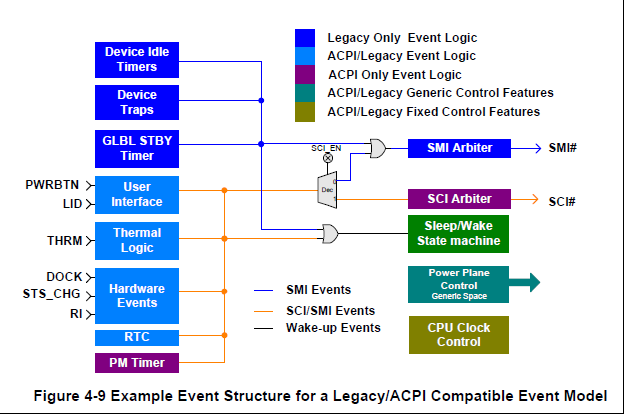 Legacy Only Event Logic
ACPI/Legacy Event Logic
ACPI Only Event Logic
ACPI/Legacy Generic Control Features
ACPI/Legacy Fixed Control Features
Device Idle
Timers
Device
Traps
GLBL STBY
Timer
PWRBTN
LID
User
Interface
THRM
Thermal
Logic
DOCK
STS_CHG
RI
Hardware
Events
RTC
PM Timer
SCI_EN
Dec
0
1
SMI Arbiter
SMI#
SCI Arbiter
SCI#
Sleep/Wake
State machine
Power Plane
Control
Generic Space
CPU Clock
Control
SMI Events
SCI/SMI Events
Wake-up Events
Figure 4-9 Example Event Structure for a Legacy/ACPI Compatible Event Model